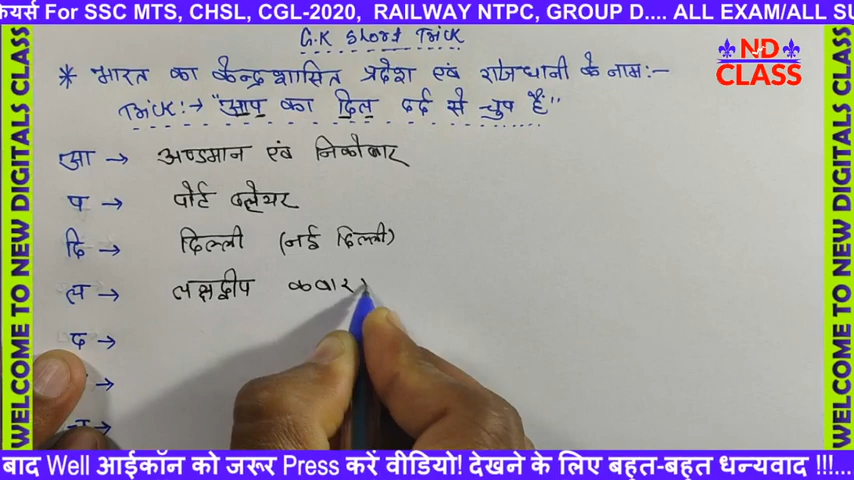 केयर्स For SSC MTS, CHSL, CGL-2020, RAILWAY NTPC, GROUP D.... ALL EXAM/ALL SU
G.K Short Trick
ND
CLASS
* भारत का केन्द्रशासित प्रदेश एवं राजधानी के नाम:-
Trick:→ "आप का दिल दर्द से चुप है"
आ → अण्डमान एवं निकोबार
प → पोर्ट ब्लेयर
दि → दिल्ली (नई दिल्ली)
ल → लक्षद्वीप कवार
द →
→
→
WELCOME TO NEW DIGITALS CLASS
WELCOME TO NEW DIGITALS CLASS
बाद Well आईकॉन को जरूर Press करें वीडियो! देखने के लिए बहुत-बहुत धन्यवाद !!!...